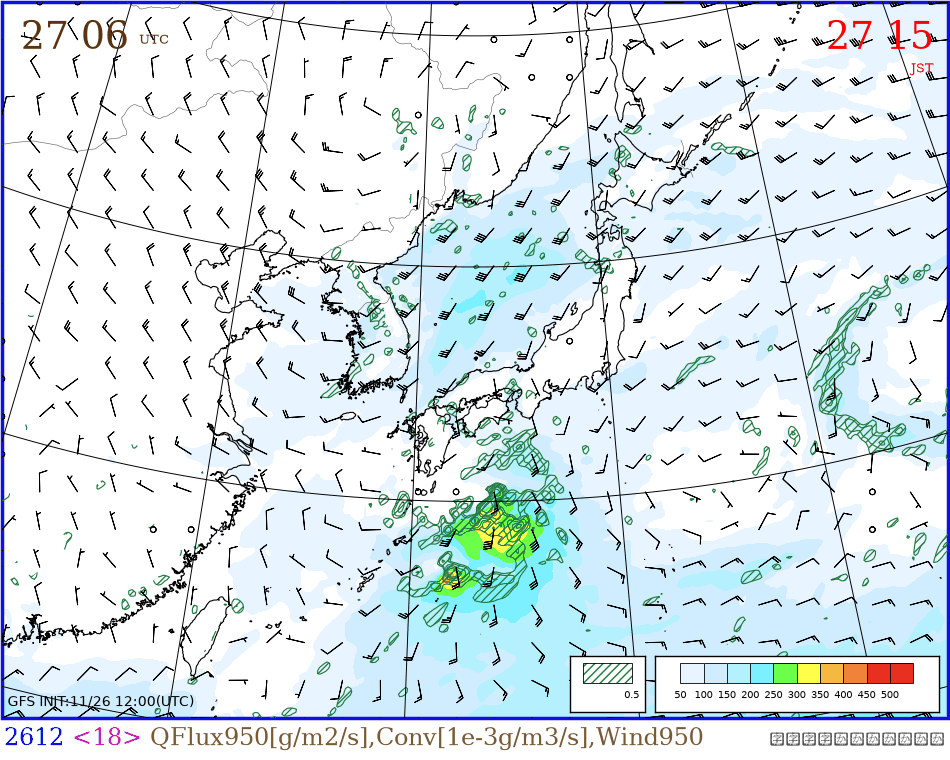 27 06 UTC
27 15
JST
0.5
50 100 150 200 250 300 350 400 450 500
GFS INIT:11/26 12:00(UTC)
2612 <18> QFlux950[g/m2/s],Conv[1e-3g/m3/s],Wind950